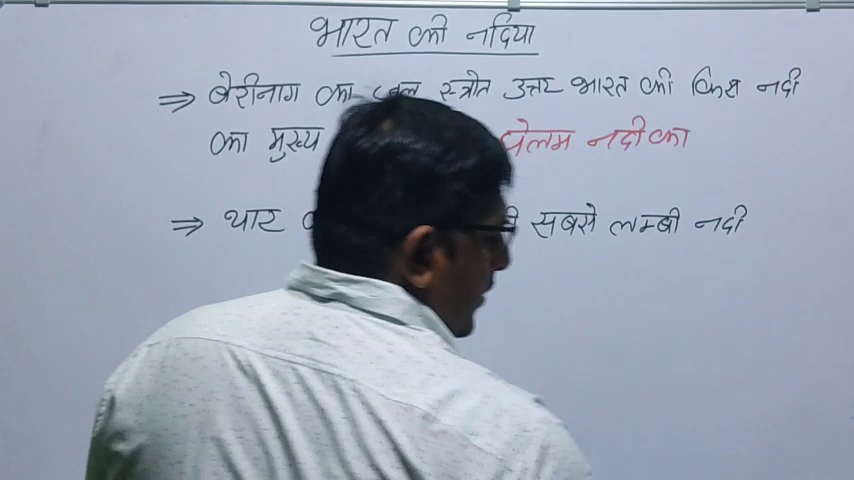 भारत की नदिया
⇒ बेरीनाग का जल स्त्रोत उत्तर भारत की किस नदी
का मुख्य झेलम नदी का
⇒ थार सबसे लम्बी नदी